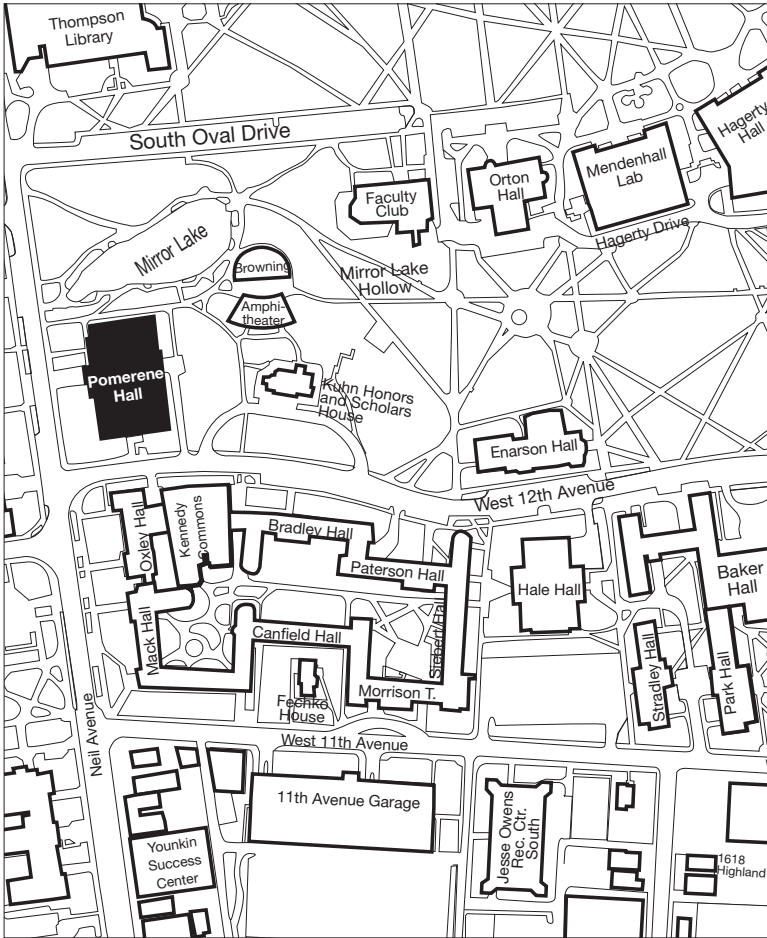 Thompson
Library
South Oval Drive
Hagerty
Hall
Mendenhall
Lab
Orton
Hall
Faculty
Club
Mirror Lake
Hagerty Drive
Browning
Mirror Lake
Hollow
Amphi-
theater
Pomerene
Hall
Kuhn Honors
and Scholars
House
Enarson Hall
West 12th Avenue
Oxley Hall
Kennedy
Commons
Bradley Hall
Paterson Hall
Hale Hall
Baker
Hall
Mack Hall
Canfield Hall
Siebert Hall
Stradley Hall
Park Hall
Fechko
House
Morrison T.
Neil Avenue
West 11th Avenue
11th Avenue Garage
Jesse Owens
Rec. Ctr.
South
Younkin
Success
Center
1618
Highland